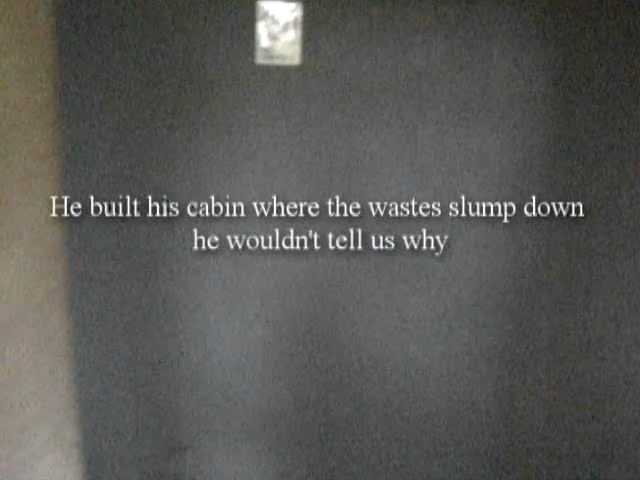 He built his cabin where the wastes slump down
he wouldn't tell us why